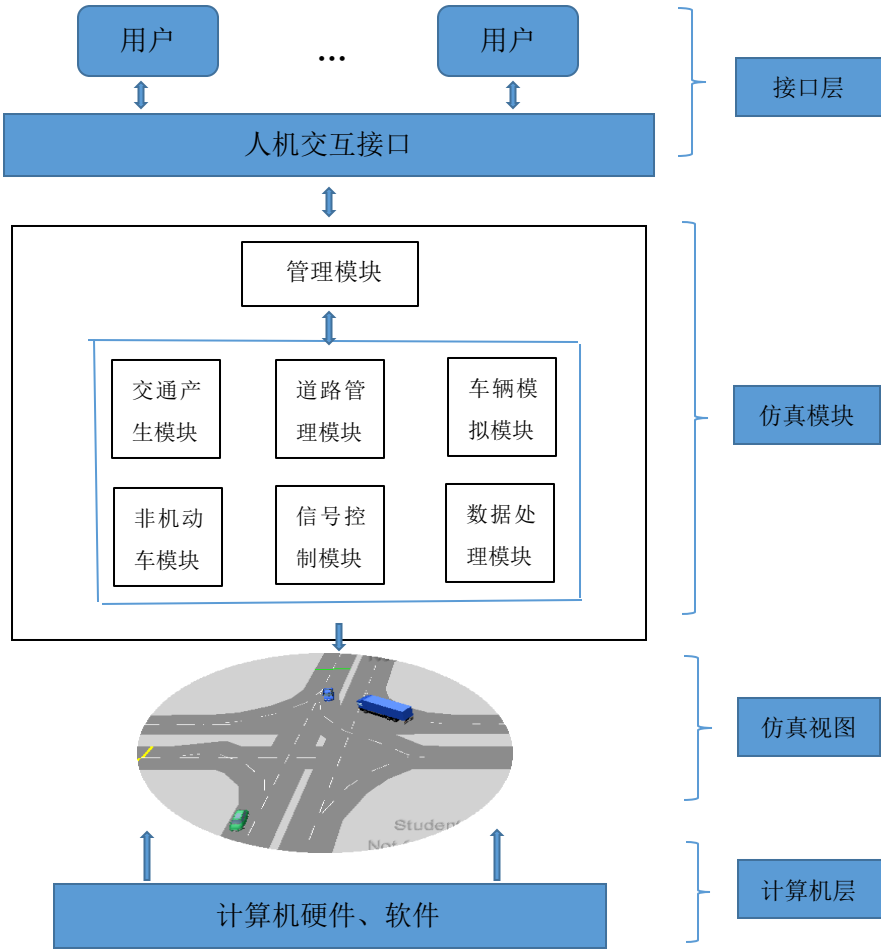 用户
...
用户
接口层
人机交互接口
管理模块
交通产
生模块
道路管
理模块
车辆模
拟模块
仿真模块
非机动
车模块
信号控
制模块
数据处
理模块
仿真视图
Student
Not
计算机硬件、软件
计算机层